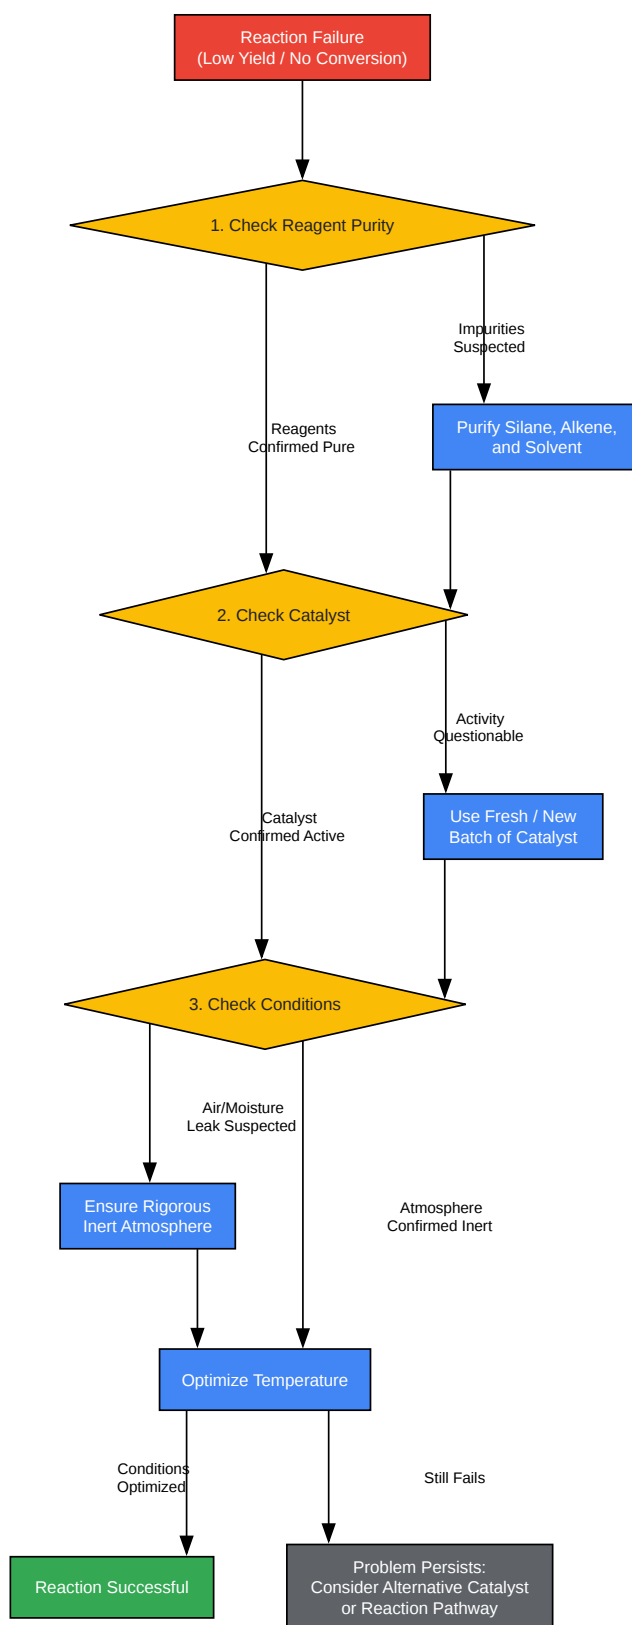 Reaction Failure
(Low Yield / No Conversion)
1. Check Reagent Purity
Impurities
Suspected
Reagents
Confirmed Pure
Purify Silane, Alkene,
and Solvent
2. Check Catalyst
Activity
Questionable
Catalyst
Confirmed Active
Use Fresh / New
Batch of Catalyst
3. Check Conditions
Air/Moisture
Leak Suspected
Ensure Rigorous
Inert Atmosphere
Atmosphere
Confirmed Inert
Optimize Temperature
Conditions
Optimized
Still Fails
Reaction Successful
Problem Persists:
Consider Alternative Catalyst
or Reaction Pathway